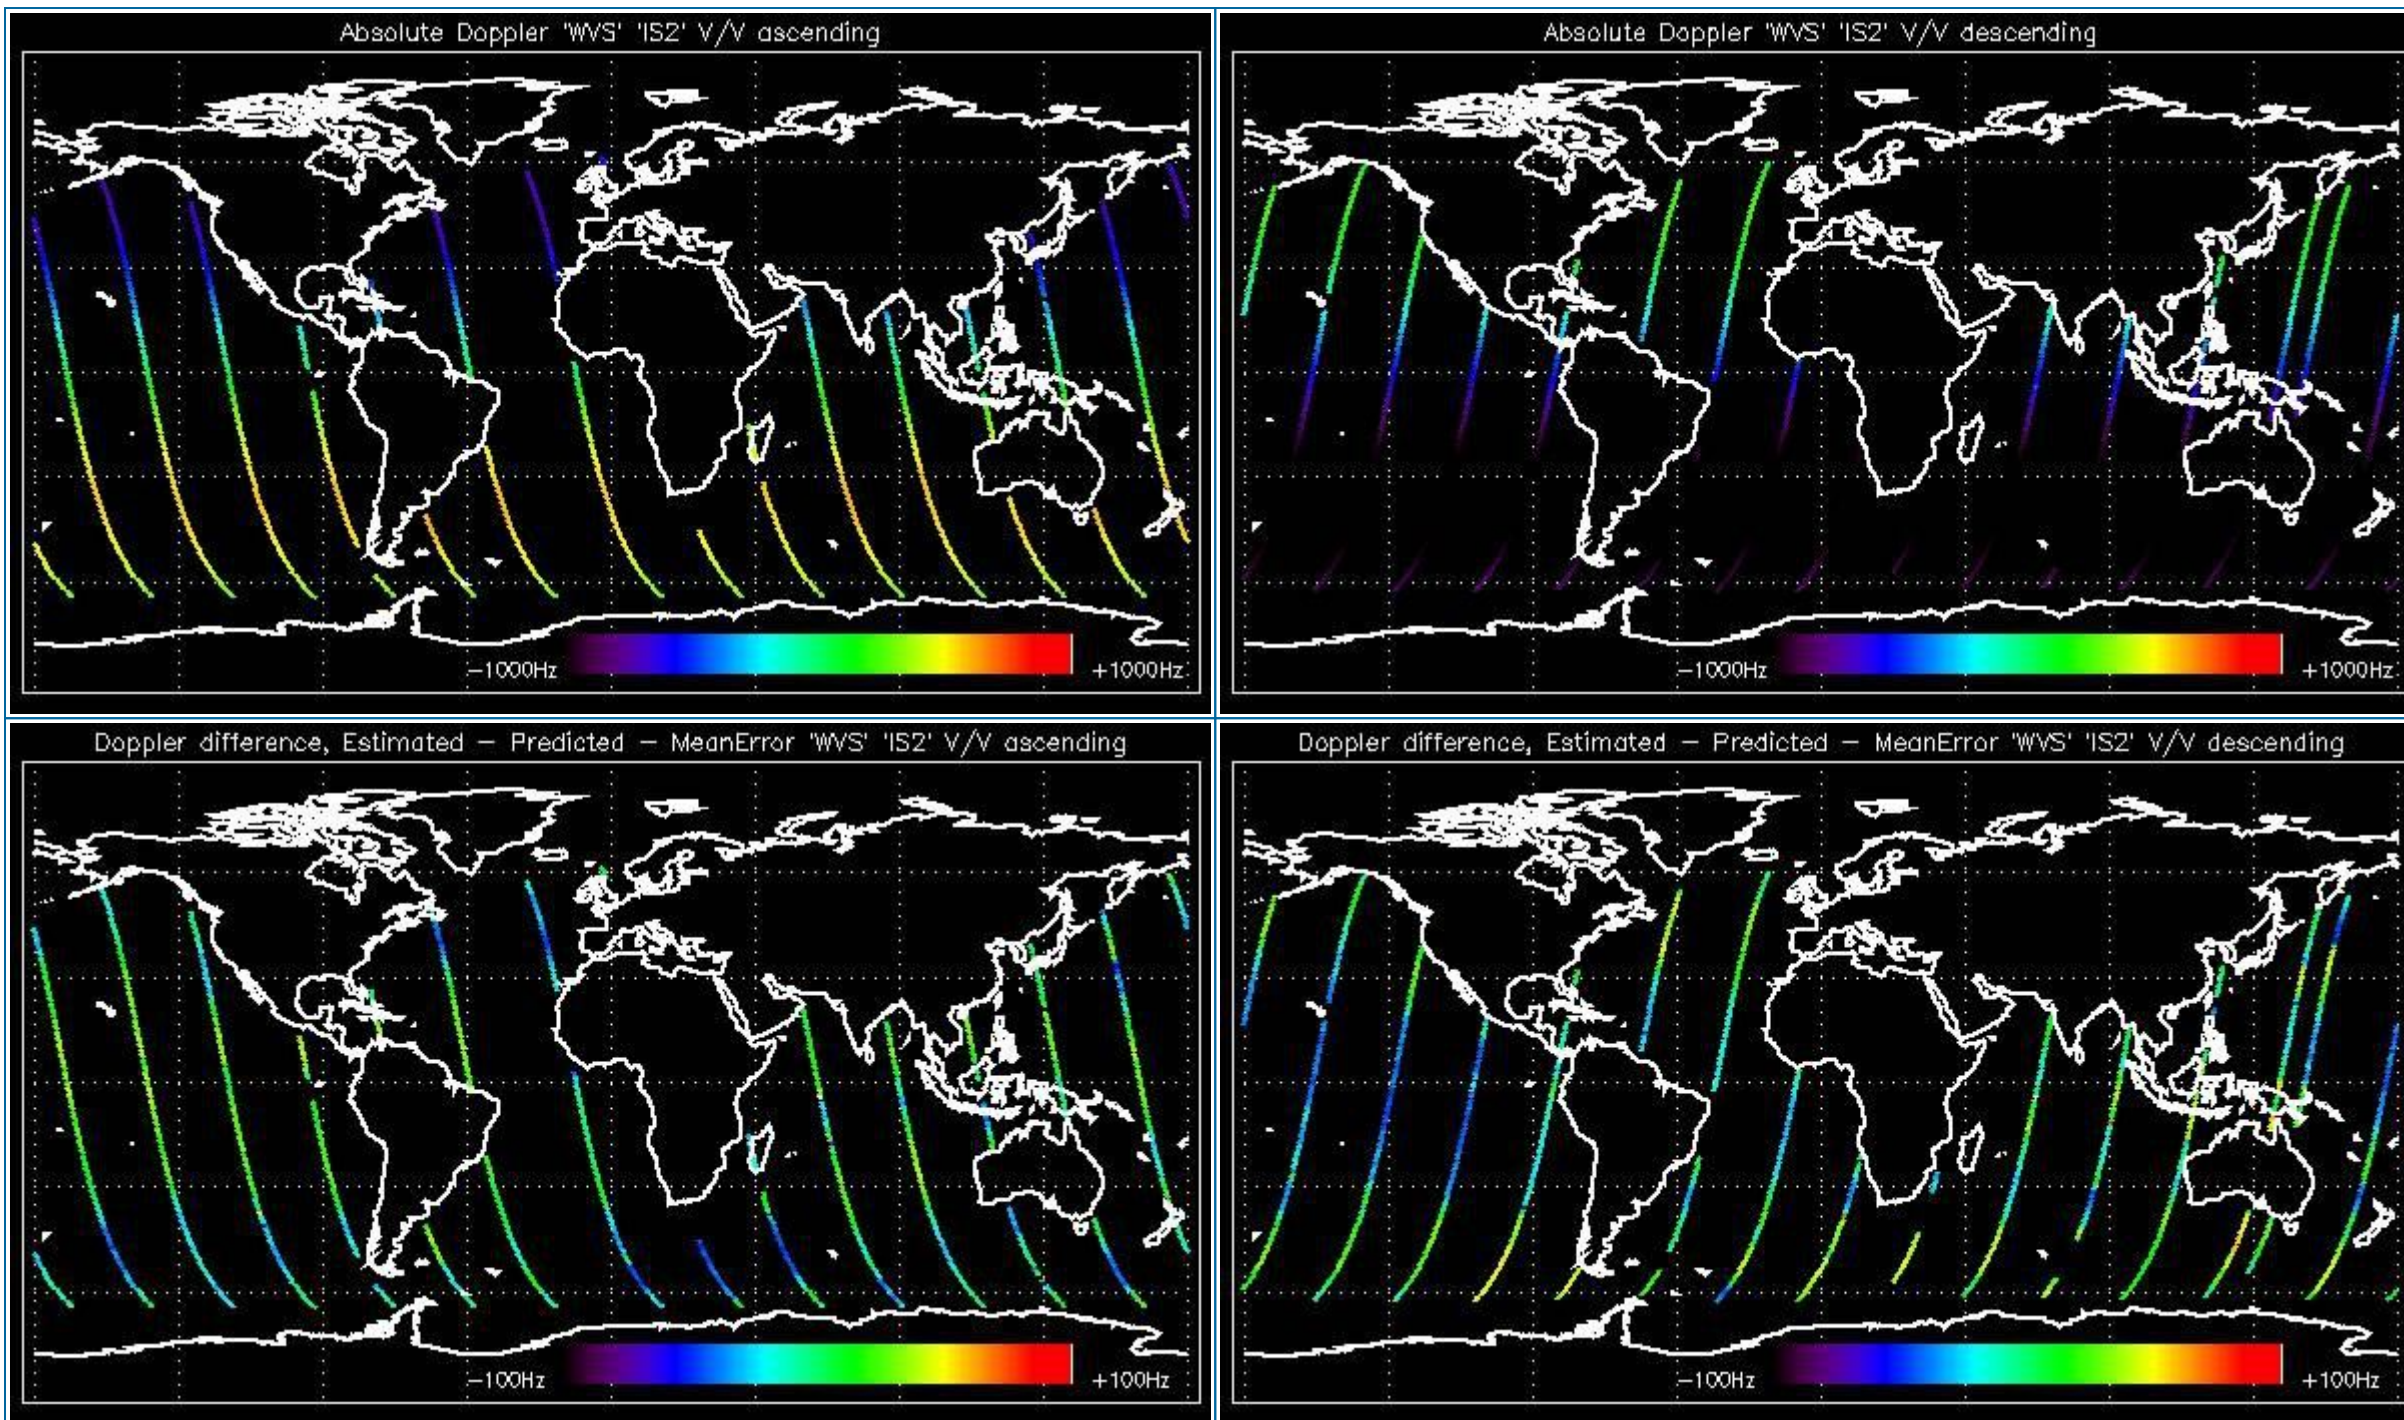 Absolute Doppler 'WVS' 'IS2' V/V ascending
-1000Hz
+1000Hz
Absolute Doppler 'WVS' 'IS2' V/V descending
-1000Hz
+1000Hz
Doppler difference, Estimated - Predicted - MeanError 'WVS' 'IS2' V/V ascending
-100Hz
+100Hz
Doppler difference, Estimated - Predicted - MeanError 'WVS' 'IS2' V/V descending
-100Hz
+100Hz